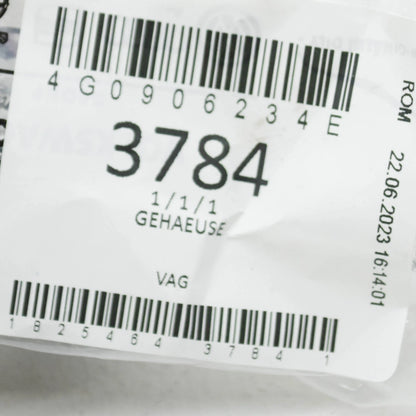 4G0906234E
3784
1/1/1
GEHAEUSE
VAG
1825464 3784 1
ROM 22.06.2023 16:14:01